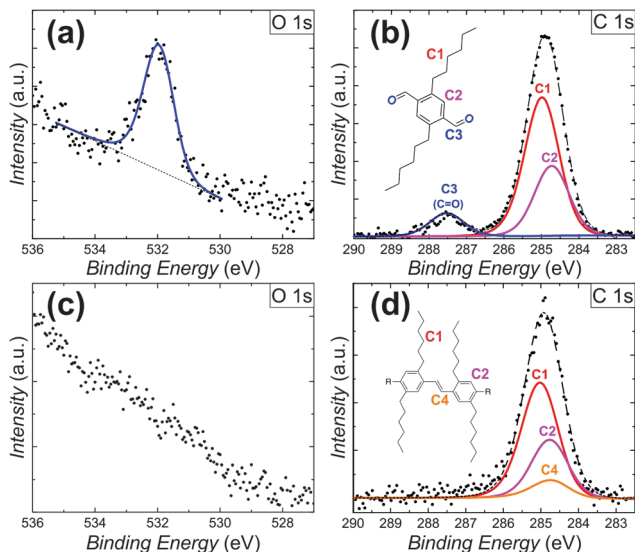 (a)
O 1s
Intensity (a.u.)
536 534 532 530 528
Binding Energy (eV)
(b)
C 1s
C1
O
C2
O
C3
C1
C2
C3
(C=O)
Intensity (a.u.)
290 289 288 287 286 285 284 283
Binding Energy (eV)
(c)
O 1s
Intensity (a.u.)
536 534 532 530 528
Binding Energy (eV)
(d)
C 1s
C1
R
C2
R
C4
C1
C2
C4
Intensity (a.u.)
290 289 288 287 286 285 284 283
Binding Energy (eV)